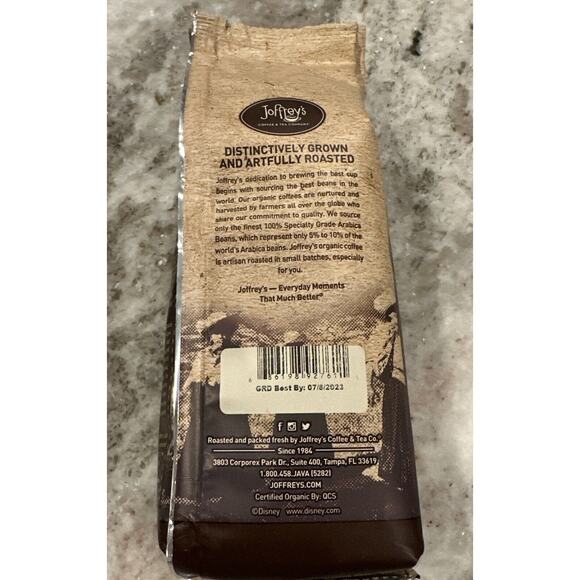 Joffrey's
COFFEE & TEA COMPANY
DISTINCTIVELY GROWN
AND ARTFULLY ROASTED
Joffrey's dedication to brewing the best cup
begins with sourcing the best beans in the
world. Our organic coffees are nurtured and
harvested by farmers all over the globe who
share our commitment to quality. We source
only the finest 100% Specialty Grade Arabica
Beans, which represent only 5% to 10% of the
world's Arabica beans. Joffrey's organic coffee
is artisan roasted in small batches, especially
for you.
Joffrey's — Everyday Moments
That Much Better.®
GRD Best By: 07/8/2023
Roasted and packed fresh by Joffrey's Coffee & Tea Co.
Since 1984
3803 Corporex Park Dr., Suite 400, Tampa, FL 33619
1.800.458.JAVA (5282)
JOFFREYS.COM
Certified Organic By: QCS
©Disney www.disney.com